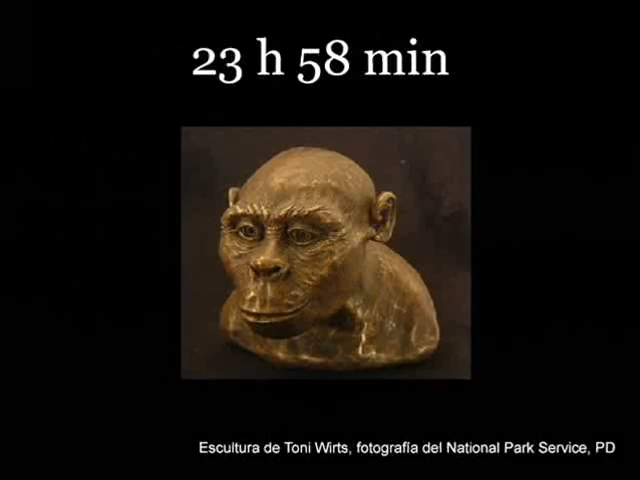 23 h 58 min
Escultura de Toni Wirts, fotografía del National Park Service, PD